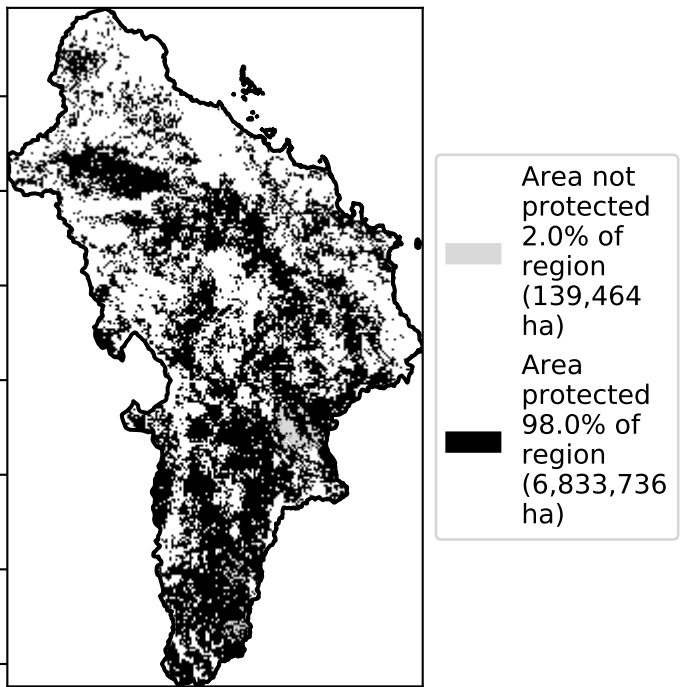 Area not
protected
2.0% of
region
(139,464
ha)
Area
protected
98.0% of
region
(6,833,736
ha)